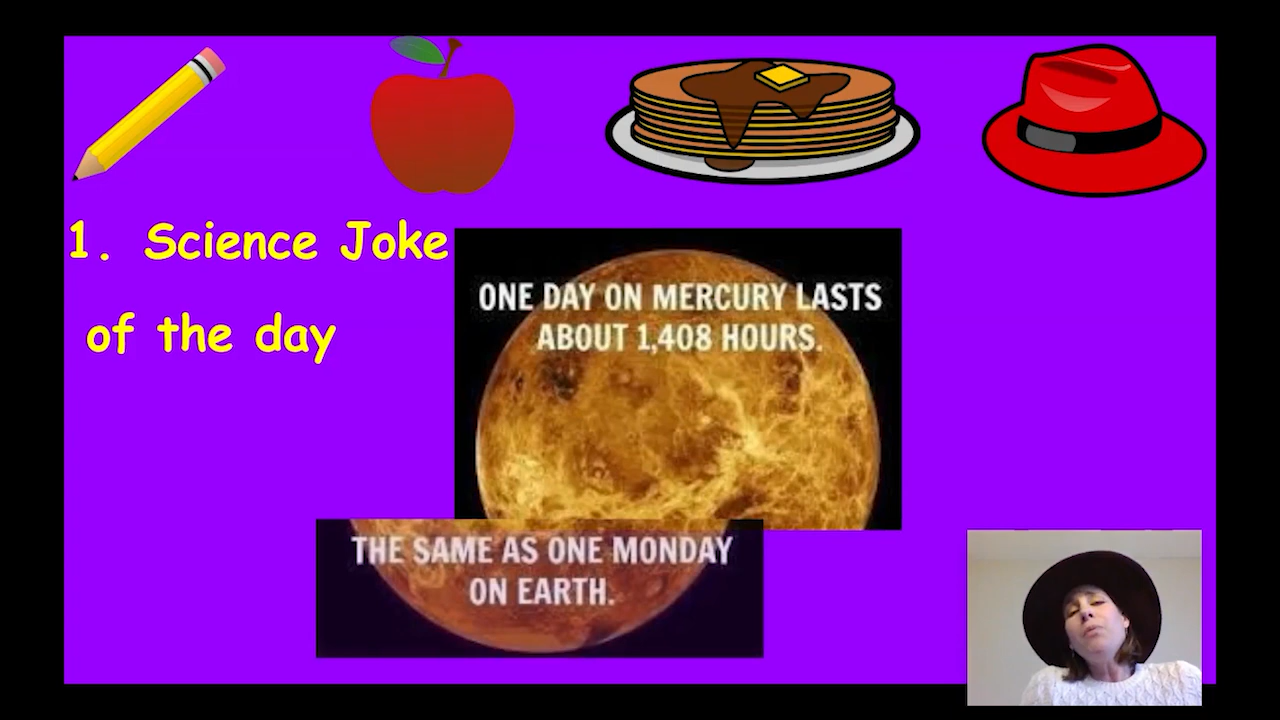 1. Science Joke
of the day
ONE DAY ON MERCURY LASTS
ABOUT 1,408 HOURS.
THE SAME AS ONE MONDAY
ON EARTH.